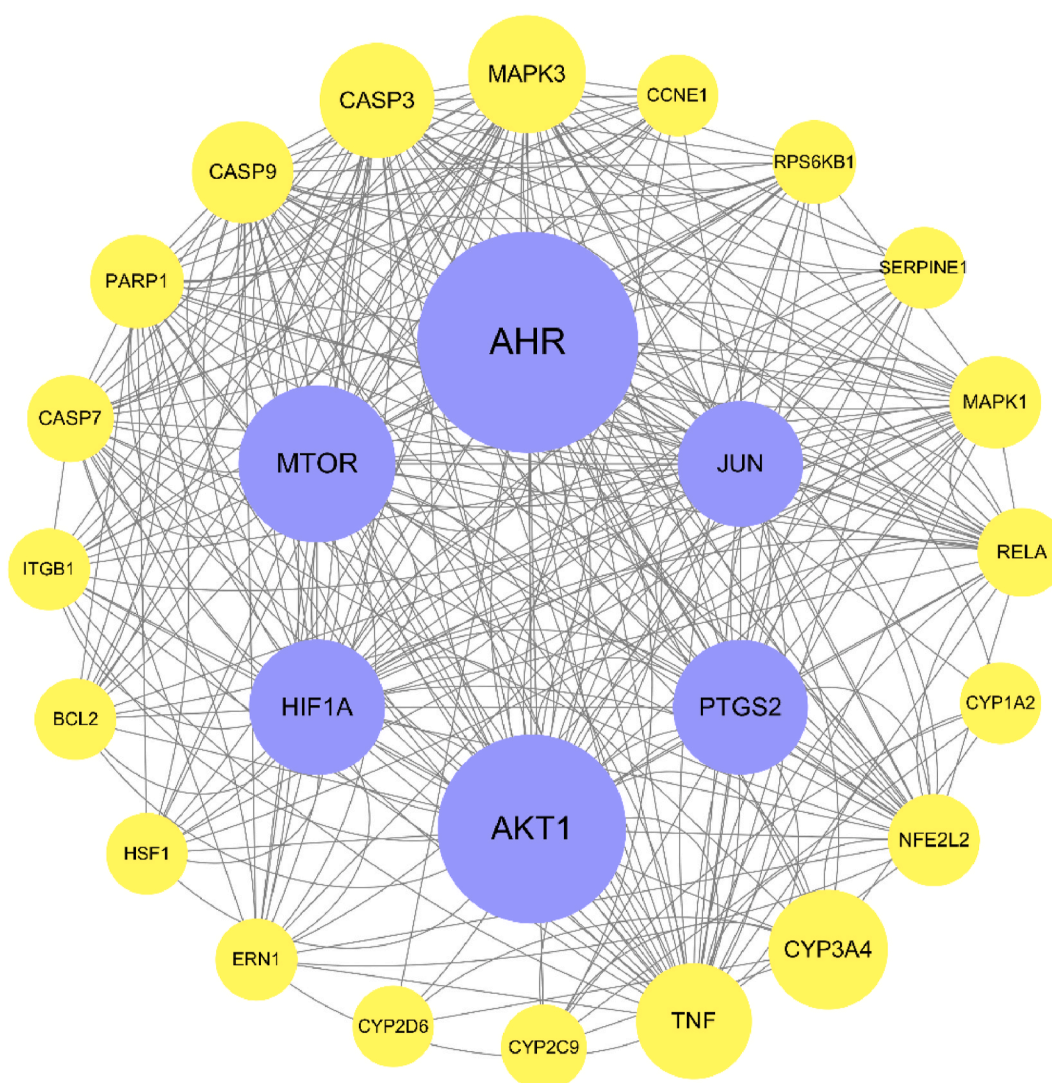 MAPK3
CCNE1
CASP3
RPS6KB1
CASP9
SERPINE1
PARP1
AHR
MAPK1
CASP7
MTOR
JUN
RELA
ITGB1
CYP1A2
HIF1A
PTGS2
BCL2
AKT1
NFE2L2
HSF1
CYP3A4
ERN1
TNF
CYP2D6
CYP2C9